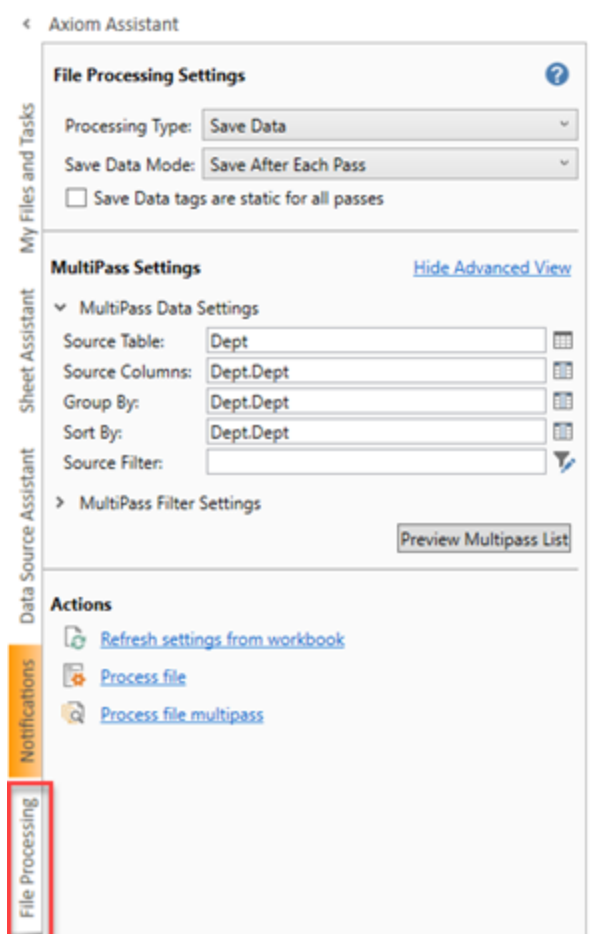 Axiom Assistant
File Processing Settings
Processing Type: Save Data
Save Data Mode: Save After Each Pass
Save Data tags are static for all passes
MultiPass Settings Hide Advanced View
MultiPass Data Settings
Source Table: Dept
Source Columns: Dept.Dept
Group By: Dept.Dept
Sort By: Dept.Dept
Source Filter:
MultiPass Filter Settings
Preview Multipass List
Actions
Refresh settings from workbook
Process file
Process file multipass
My Files and Tasks
Sheet Assistant
Data Source Assistant
Notifications
File Processing